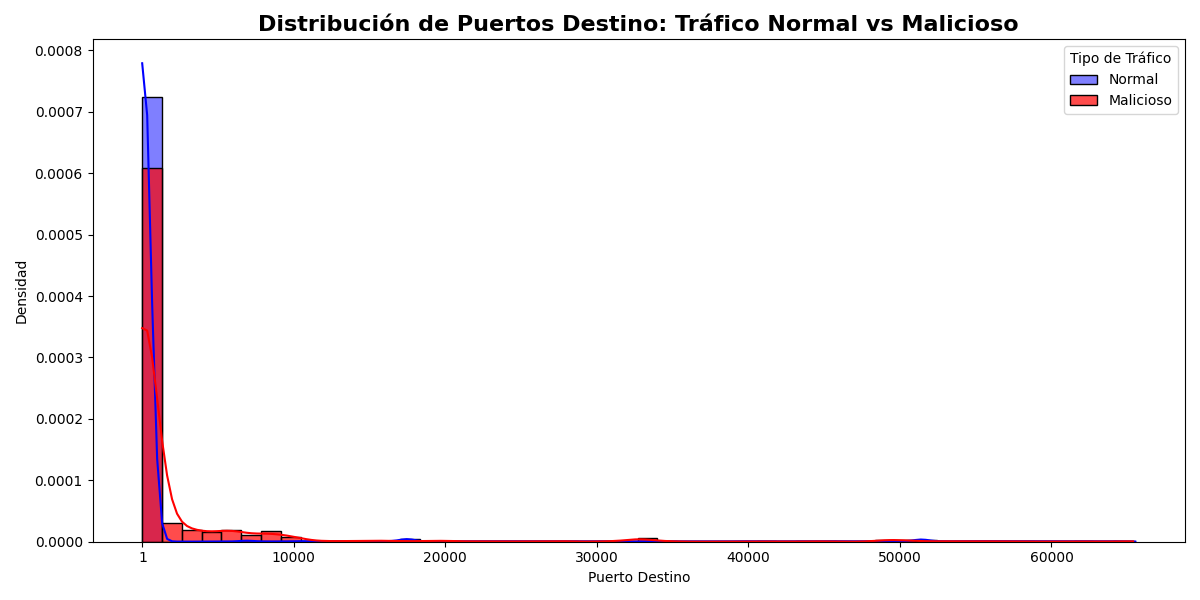 Distribución de Puertos Destino: Tráfico Normal vs Malicioso
Tipo de Tráfico
Normal
Malicioso
Densidad
0.0008
0.0007
0.0006
0.0005
0.0004
0.0003
0.0002
0.0001
0.0000
1 10000 20000 30000 40000 50000 60000
Puerto Destino